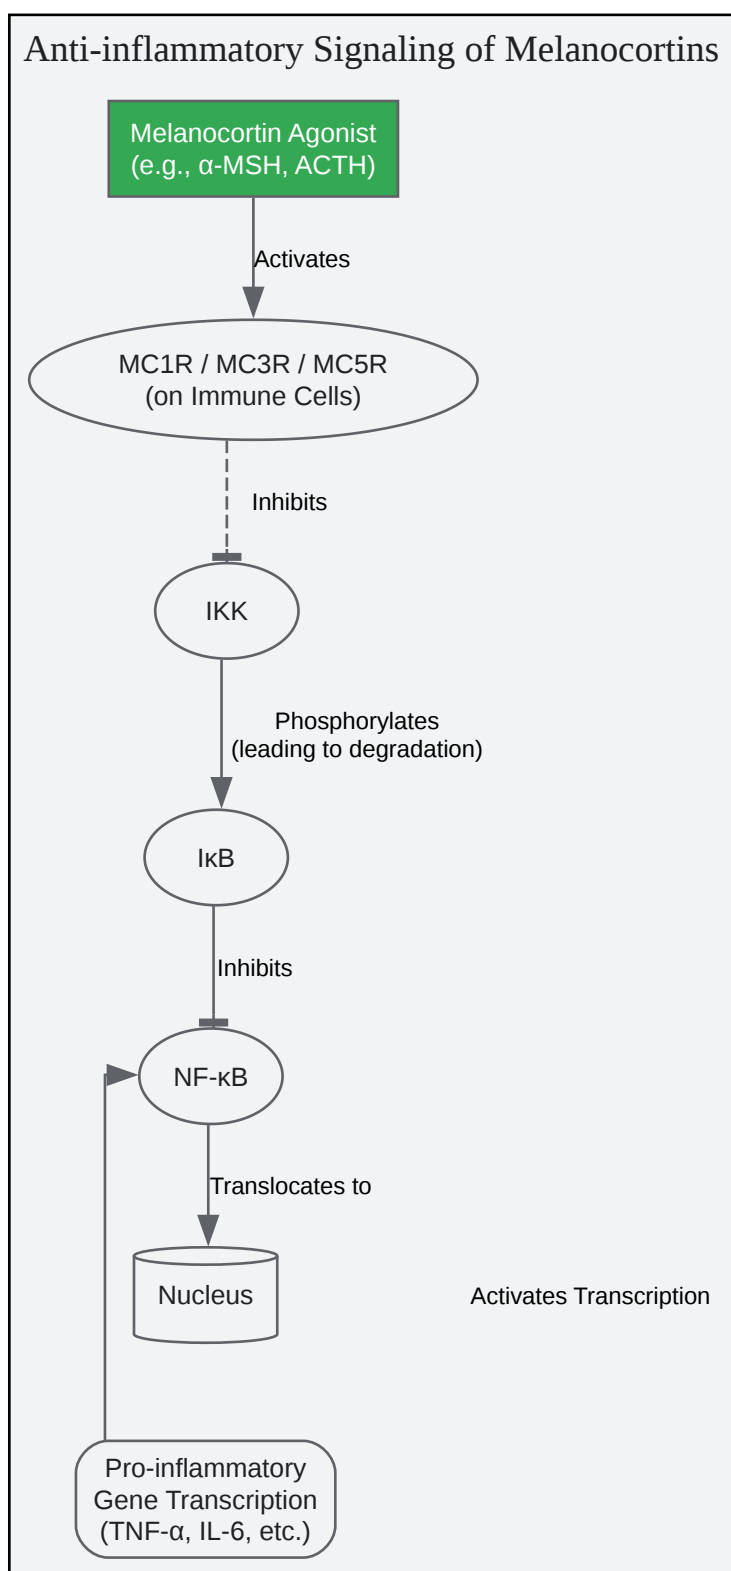 Anti-inflammatory Signaling of Melanocortins
Melanocortin Agonist
(e.g., α-MSH, ACTH)
Activates
MC1R / MC3R / MC5R
(on Immune Cells)
Inhibits
IKK
Phosphorylates
(leading to degradation)
IκB
Inhibits
NF-κB
Translocates to
Nucleus
Activates Transcription
Pro-inflammatory
Gene Transcription
(TNF-α, IL-6, etc.)